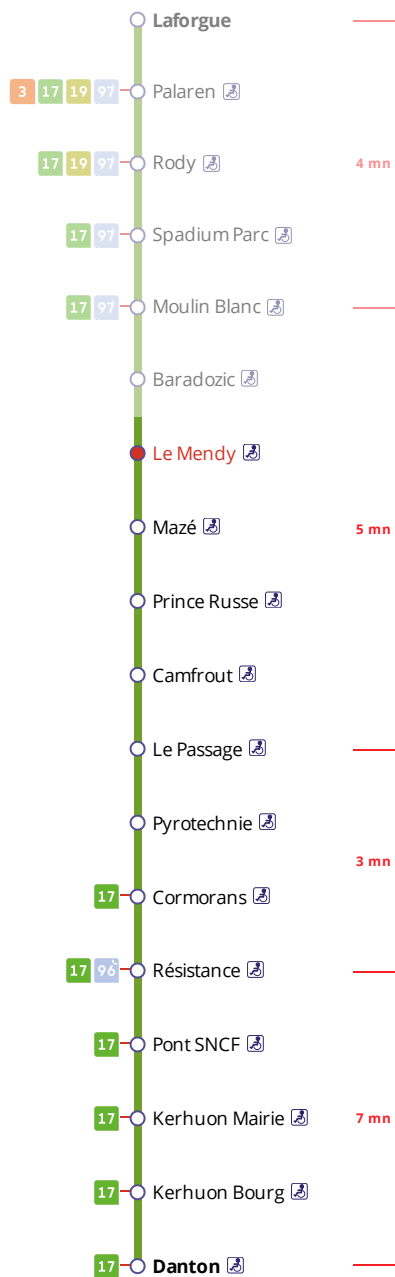 Laforgue
3 17 19 97 Palaren
17 19 97 Rody 4 mn
17 97 Spadium Parc
17 97 Moulin Blanc
Baradozic
Le Mendy
Mazé 5 mn
Prince Russe
Camfrout
Le Passage
Pyrotechnie
3 mn
17 Cormorans
17 96 Résistance
17 Pont SNCF
17 Kerhuon Mairie 7 mn
17 Kerhuon Bourg
17 Danton